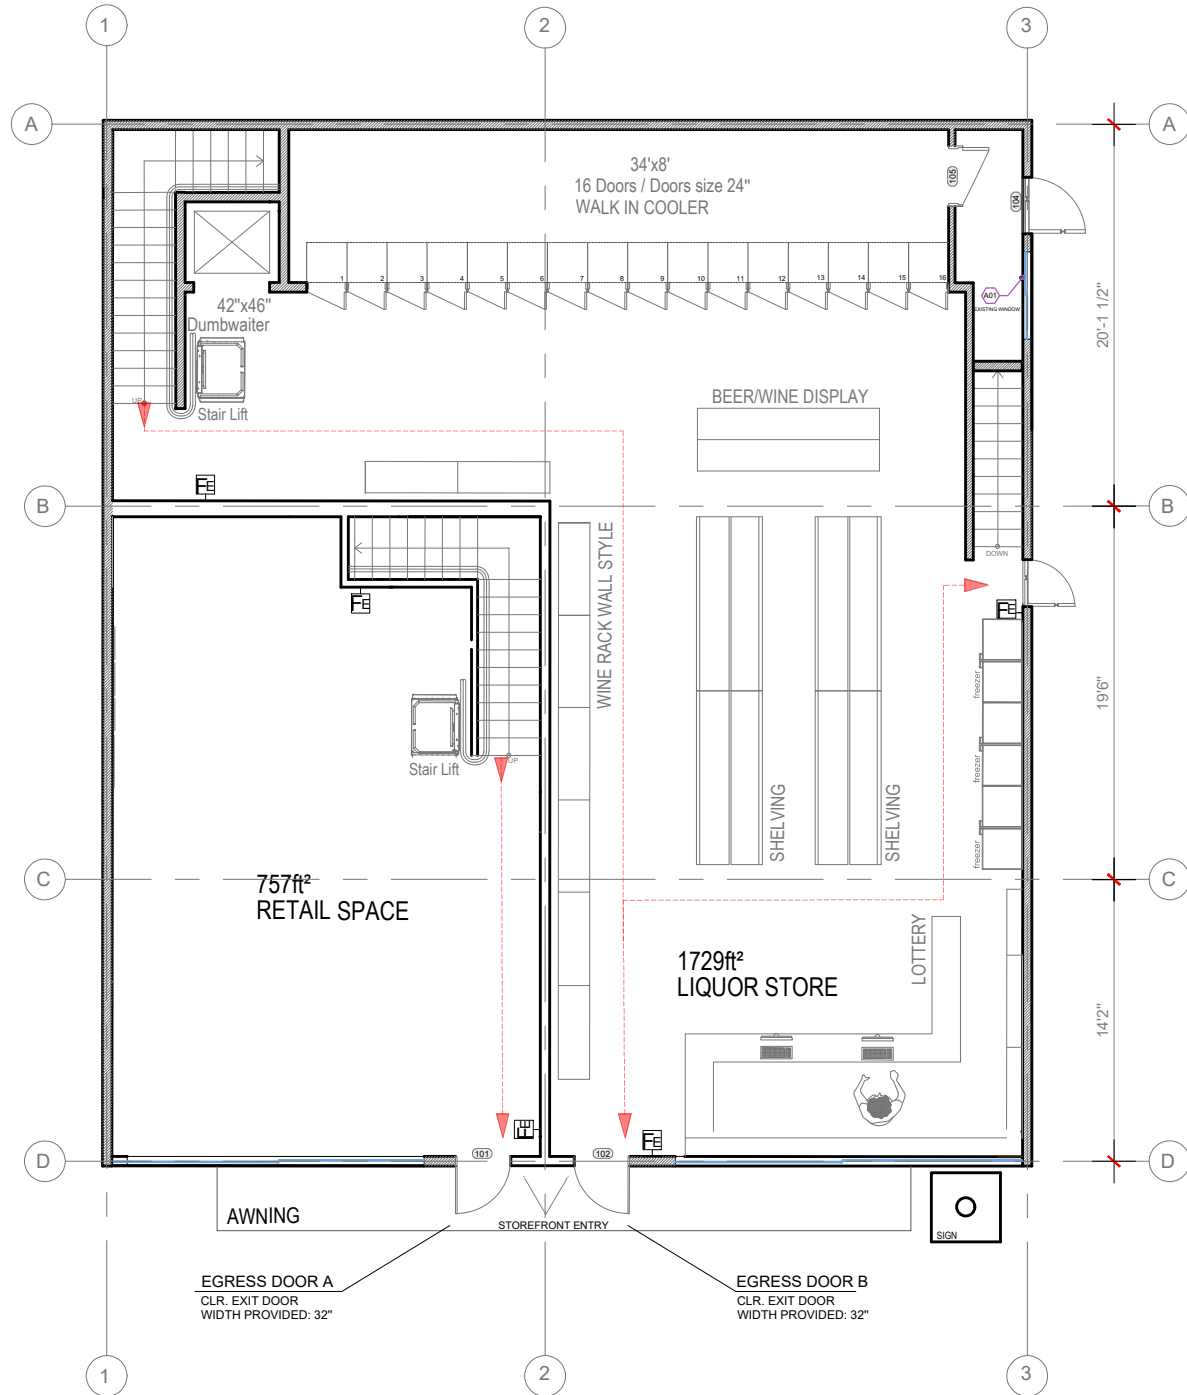 1
2
3
A
A
34'x8'
16 Doors / Doors size 24"
WALK IN COOLER
105
104
1
2
3
4
5
6
7
8
9
10
11
12
13
14
15
16
A01
EXISTING WINDOW
42"x46"
Dumbwaiter
20'-1 1/2"
UP
Stair Lift
BEER/WINE DISPLAY
FE
B
B
WINE RACK WALL STYLE
DOWN
FE
FE
freezer
19'6"
freezer
Stair Lift
UP
SHELVING
SHELVING
freezer
C
C
757ft²
RETAIL SPACE
1729ft²
LIQUOR STORE
LOTTERY
14'2"
FE
FE
D
101
102
D
AWNING
STOREFRONT ENTRY
SIGN
EGRESS DOOR A
CLR. EXIT DOOR
WIDTH PROVIDED: 32"
EGRESS DOOR B
CLR. EXIT DOOR
WIDTH PROVIDED: 32"
1
2
3